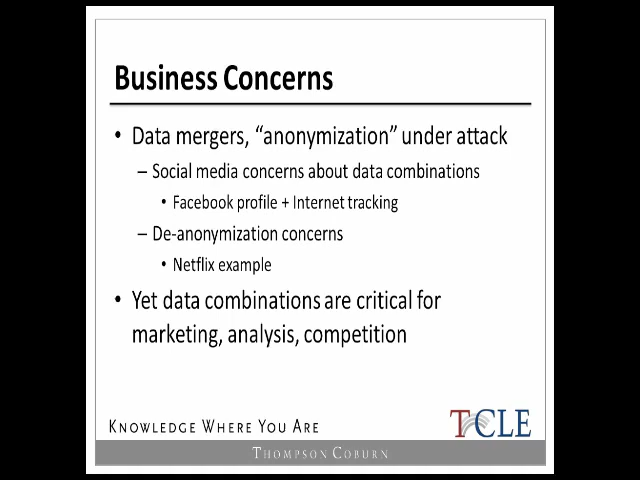 Business Concerns
• Data mergers, “anonymization” under attack
– Social media concerns about data combinations
• Facebook profile + Internet tracking
– De-anonymization concerns
• Netflix example
• Yet data combinations are critical for
marketing, analysis, competition
KNOWLEDGE WHERE YOU ARE
TCCLE
THOMPSON COBURN